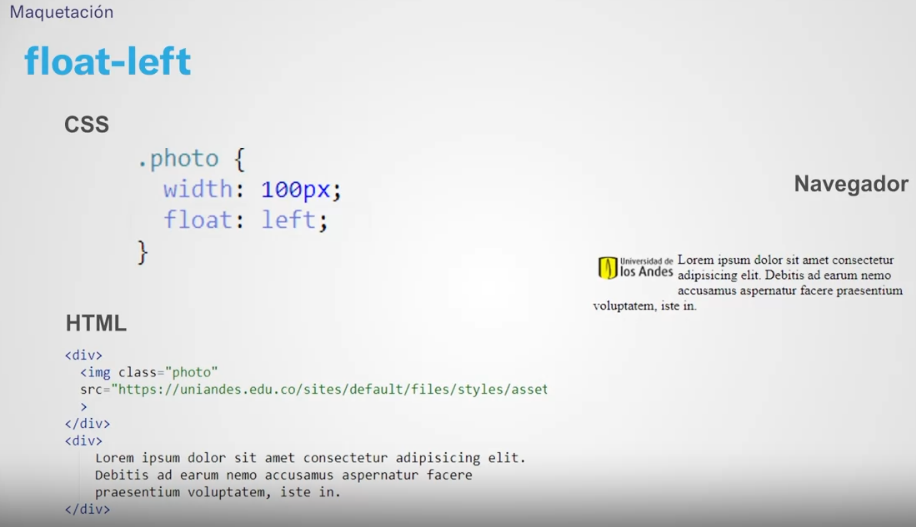 Maquetación
float-left
CSS
.photo {
width: 100px;
float: left;
}
HTML
<div>
<img class="photo"
src="https://uniandes.edu.co/sites/default/files/styles/asset
>
</div>
<div>
Lorem ipsum dolor sit amet consectetur adipisicing elit.
Debitis ad earum nemo accusamus aspernatur facere
praesentium voluptatem, iste in.
</div>
Navegador
Universidad de
los Andes
Lorem ipsum dolor sit amet consectetur
adipisicing elit. Debitis ad earum nemo
accusamus aspernatur facere praesentium
voluptatem, iste in.